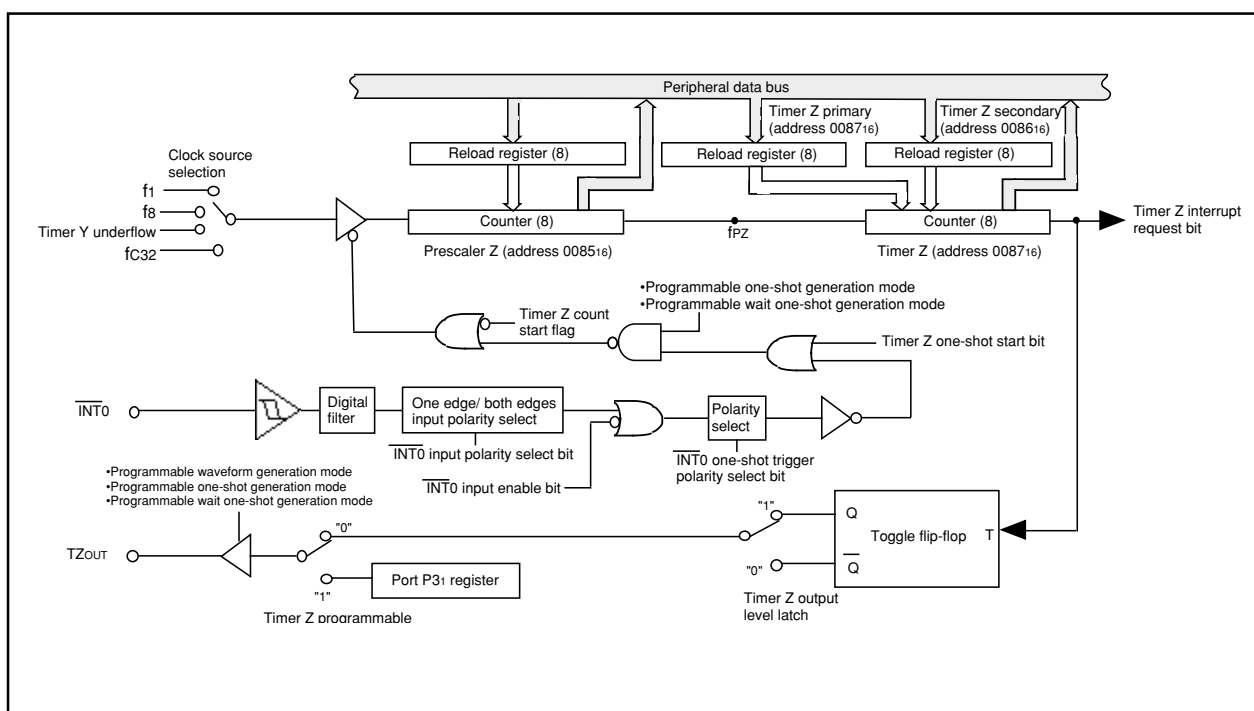 Peripheral data bus
Timer Z primary
(address 008716)
Timer Z secondary
(address 008616)
Reload register (8)
Reload register (8)
Reload register (8)
Clock source
selection
f1
f8
Timer Y underflow
fC32
Counter (8)
fPZ
Counter (8)
Timer Z interrupt
request bit
Prescaler Z (address 008516)
Timer Z (address 008716)
•Programmable one-shot generation mode
•Programmable wait one-shot generation mode
Timer Z count
start flag
Timer Z one-shot start bit
INT0
Digital
filter
One edge/ both edges
input polarity select
Polarity
select
INT0 input polarity select bit
INT0 one-shot trigger
polarity select bit
INT0 input enable bit
•Programmable waveform generation mode
•Programmable one-shot generation mode
•Programmable wait one-shot generation mode
"0"
"1"
Q
Toggle flip-flop
T
TZOUT
"0"
Q
"1"
Port P31 register
Timer Z output
level latch
Timer Z programmable